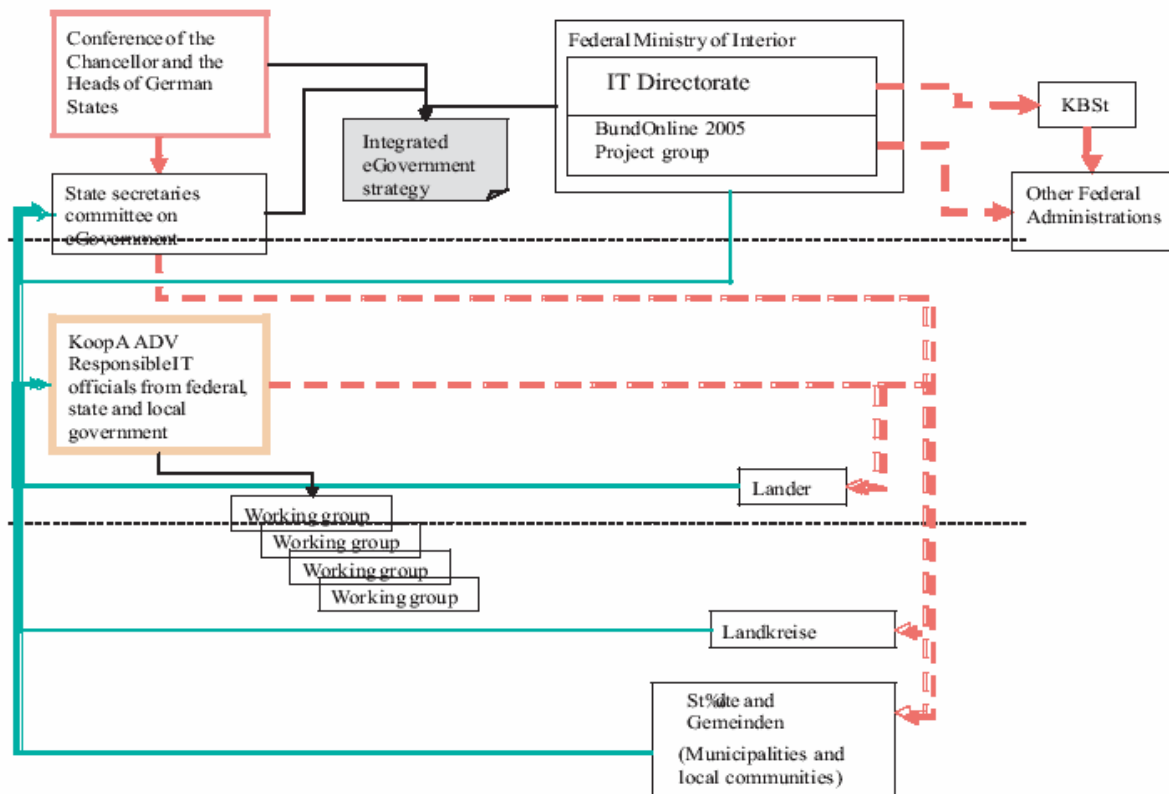 Conference of the
Chancellor and the
Heads of German
States
Federal Ministry of Interior
IT Directorate
BundOnline 2005
Project group
KBSt
Integrated
eGovernment
strategy
State secretaries
committee on
eGovernment
Other Federal
Administrations
KoopA ADV
Responsible IT
officials from federal,
state and local
government
Lander
Working group
Working group
Working group
Working group
Landkreise
St%dte and
Gemeinden
(Municipalities and
local communities)